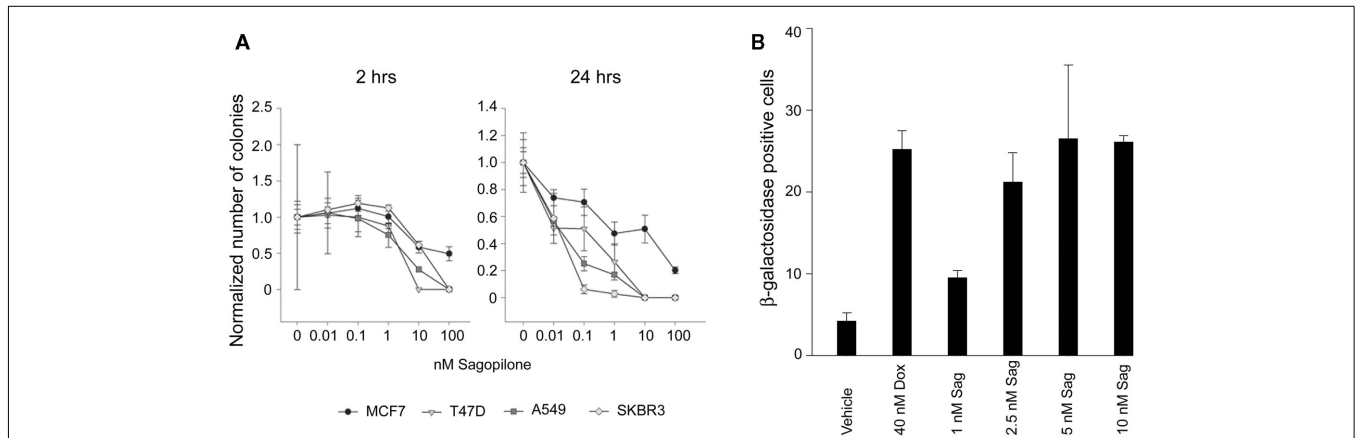 A
B
2 hrs
24 hrs
Normalized number of colonies
2.5
2.0
1.5
1.0
0.5
0
0 0.01 0.1 1 10 100
1.4
1.2
1.0
0.8
0.6
0.4
0.2
0
0 0.01 0.1 1 10 100
nM Sagopilone
MCF7 T47D A549 SKBR3
β-galactosidase positive cells
40
30
20
10
0
Vehicle
40 nM Dox
1 nM Sag
2.5 nM Sag
5 nM Sag
10 nM Sag